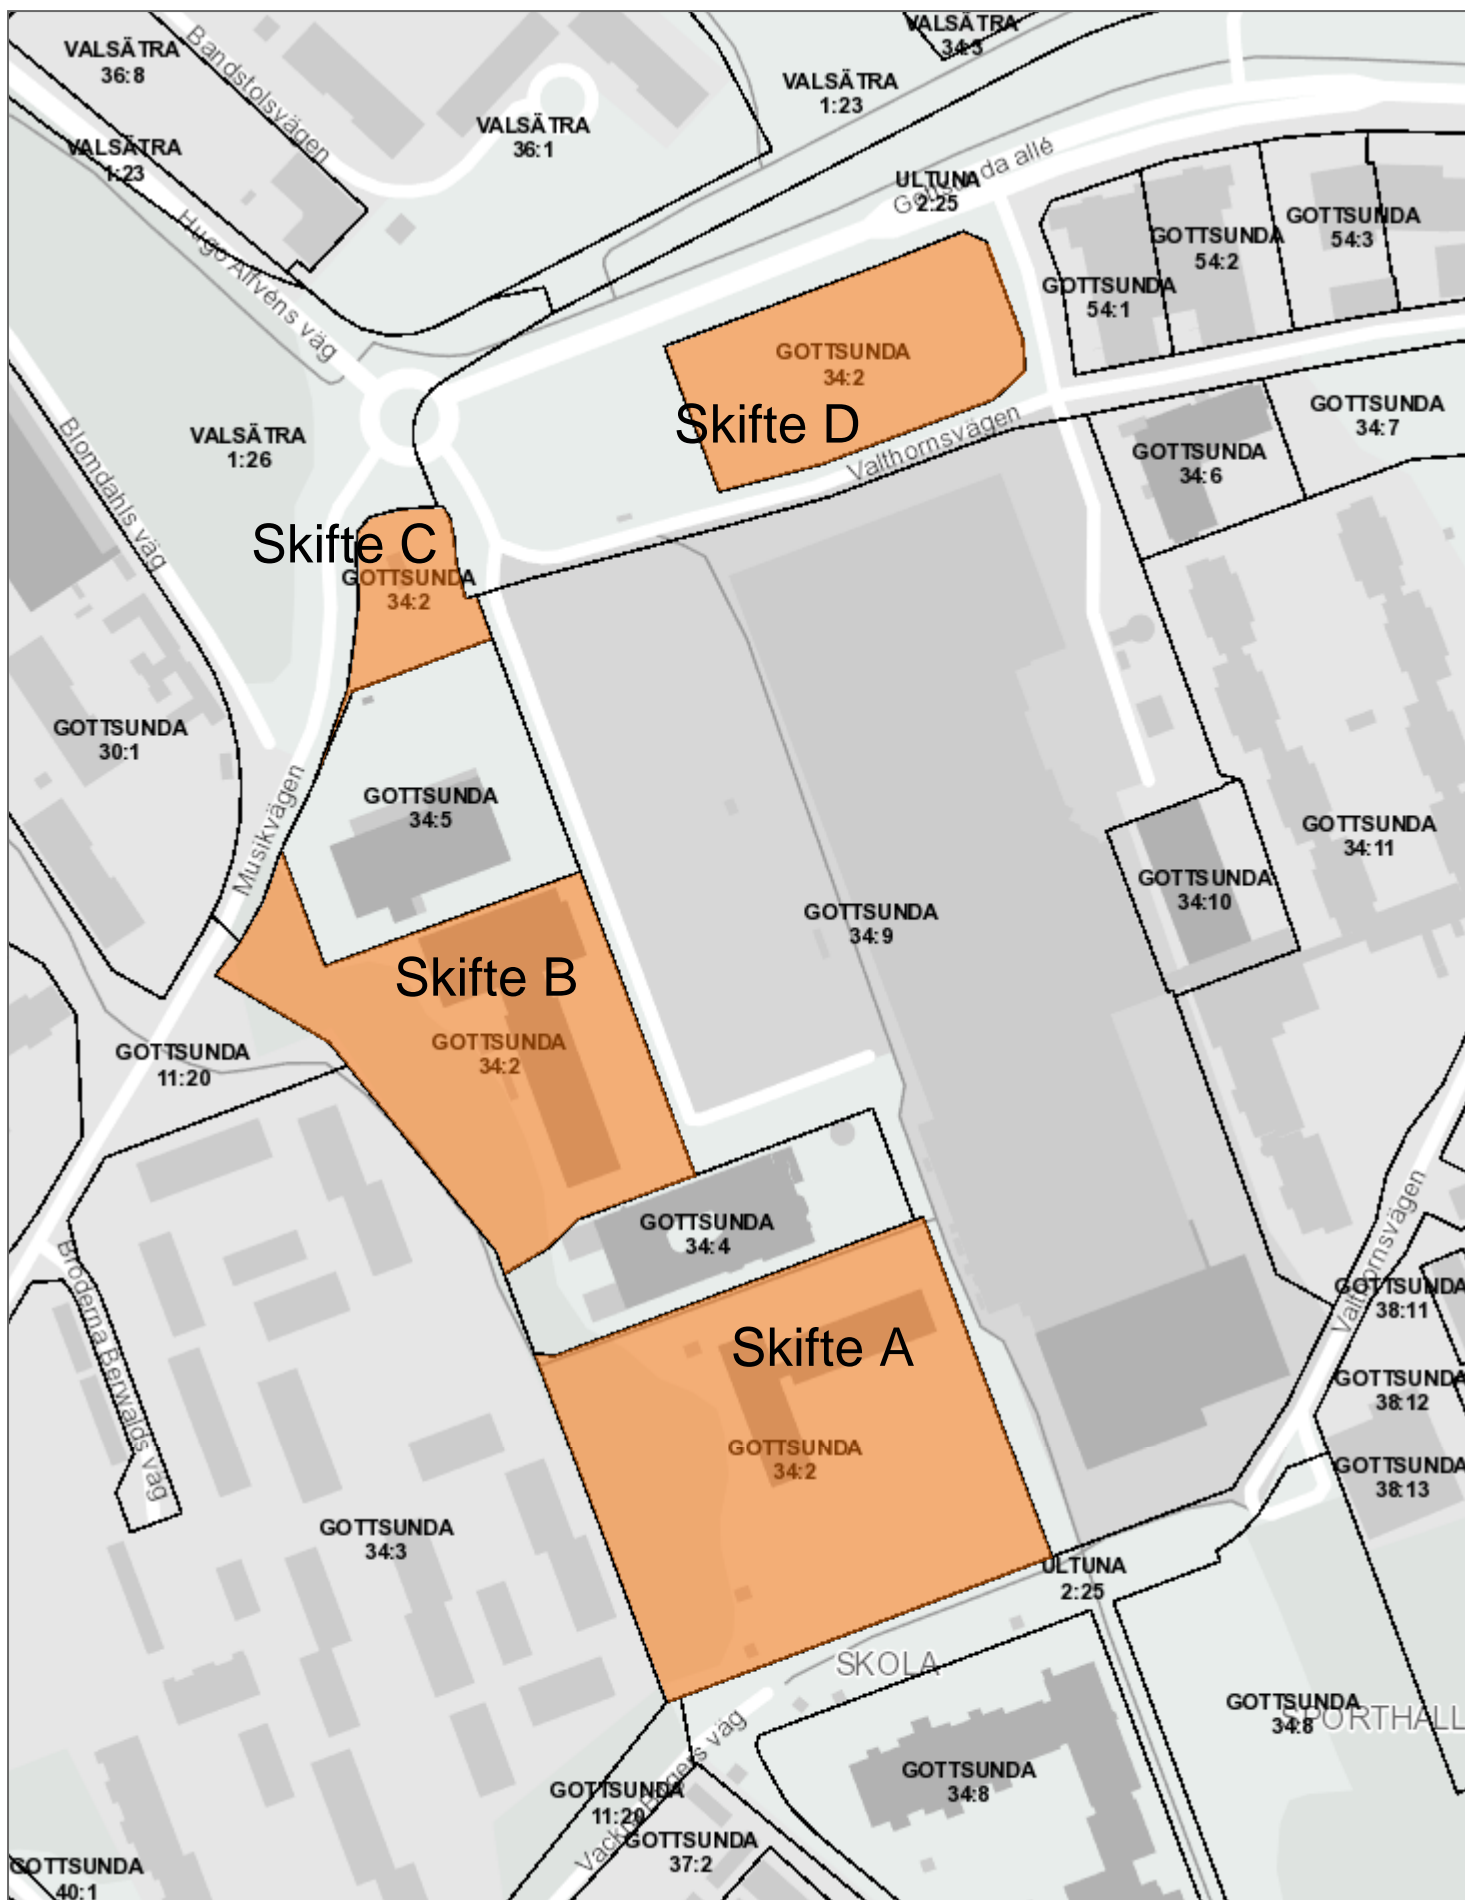 VALSÄTRA
34:3
VALSÄTRA
36:8
Bandstolsvägen
VALSÄTRA
1:23
VALSÄTRA
36:1
VALSÄTRA
1:23
Gottsunda allé
ULTUNA
2:25
GOTTSUNDA
54:3
GOTTSUNDA
54:2
GOTTSUNDA
54:1
Hugo Alfvéns väg
GOTTSUNDA
34:2
Skifte D
GOTTSUNDA
34:7
VALSÄTRA
1:26
Valthornsvägen
GOTTSUNDA
34:6
Blomdahls väg
Skifte C
GOTTSUNDA
34:2
GOTTSUNDA
30:1
GOTTSUNDA
34:5
Musikvägen
GOTTSUNDA
34:11
GOTTSUNDA
34:10
GOTTSUNDA
34:9
Skifte B
GOTTSUNDA
34:2
GOTTSUNDA
11:20
GOTTSUNDA
34:4
Valthornsvägen
GOTTSUNDA
38:11
Bröderna Berwalds väg
Skifte A
GOTTSUNDA
38:12
GOTTSUNDA
34:2
GOTTSUNDA
38:13
GOTTSUNDA
34:3
ULTUNA
2:25
SKOLA
GOTTSUNDA
34:8
SPORTHALL
GOTTSUNDA
34:8
GOTTSUNDA
11:20
väg
GOTTSUNDA
37:2
GOTTSUNDA
40:1